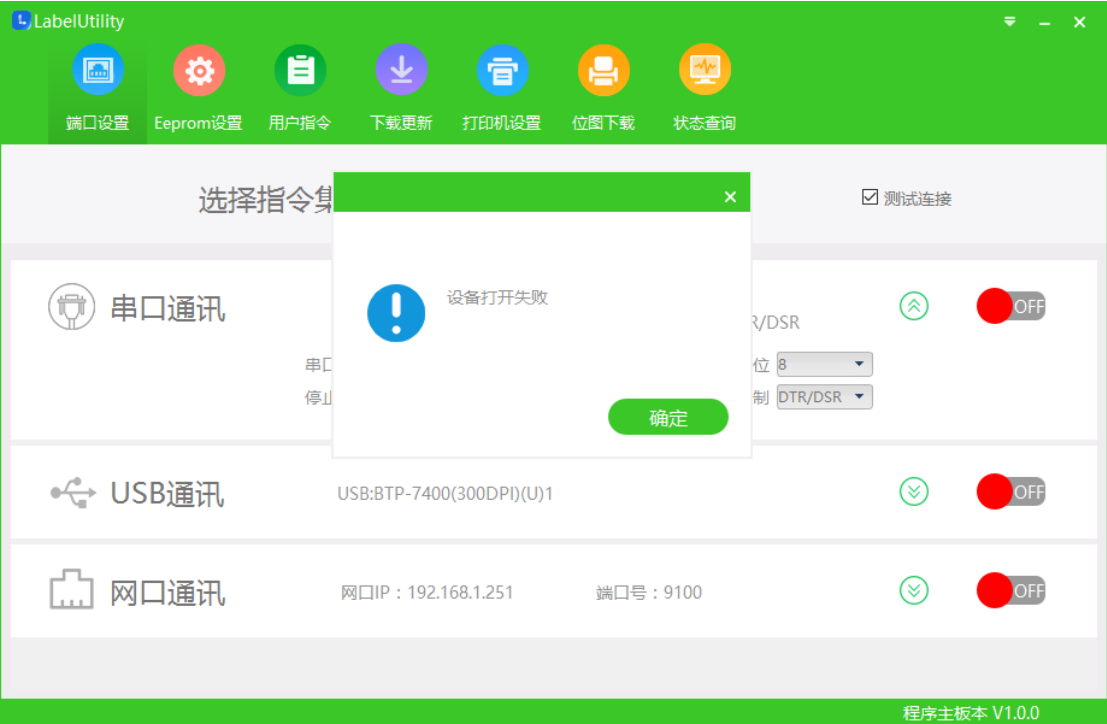 LabelUtility
端口设置 Eeprom设置 用户指令 下载更新 打印机设置 位图下载 状态查询
选择指令集 测试连接
设备打开失败
串口通讯 OFF
/DSR
串口 位 8
停止 制 DTR/DSR
确定
USB通讯 USB:BTP-7400(300DPI)(U)1 OFF
网口通讯 网口IP：192.168.1.251 端口号：9100 OFF
程序主板本 V1.0.0